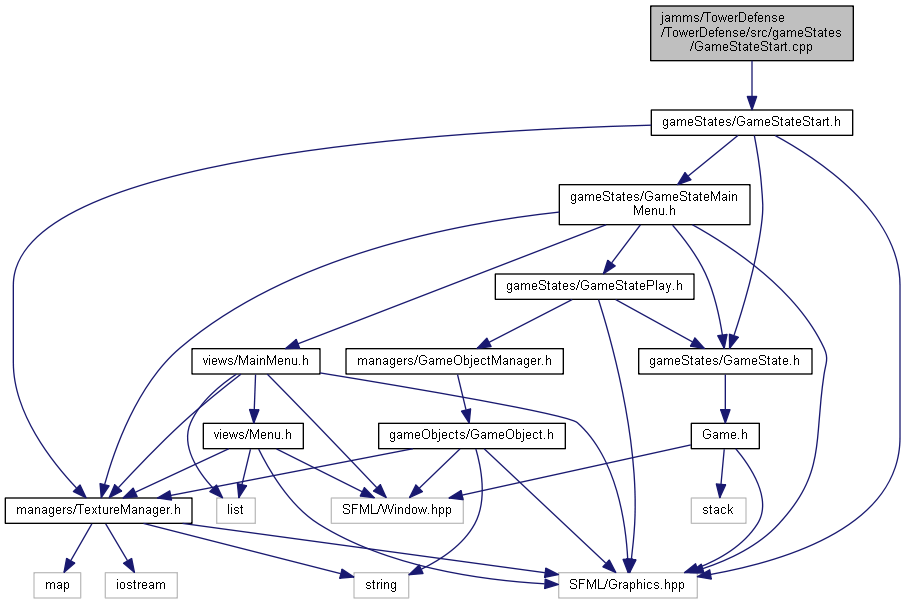 jamms/TowerDefense
/TowerDefense/src/gameStates
/GameStateStart.cpp
gameStates/GameStateStart.h
gameStates/GameStateMain
Menu.h
gameStates/GameStatePlay.h
views/MainMenu.h
managers/GameObjectManager.h
gameStates/GameState.h
views/Menu.h
gameObjects/GameObject.h
Game.h
managers/TextureManager.h
list
SFML/Window.hpp
stack
map
iostream
string
SFML/Graphics.hpp